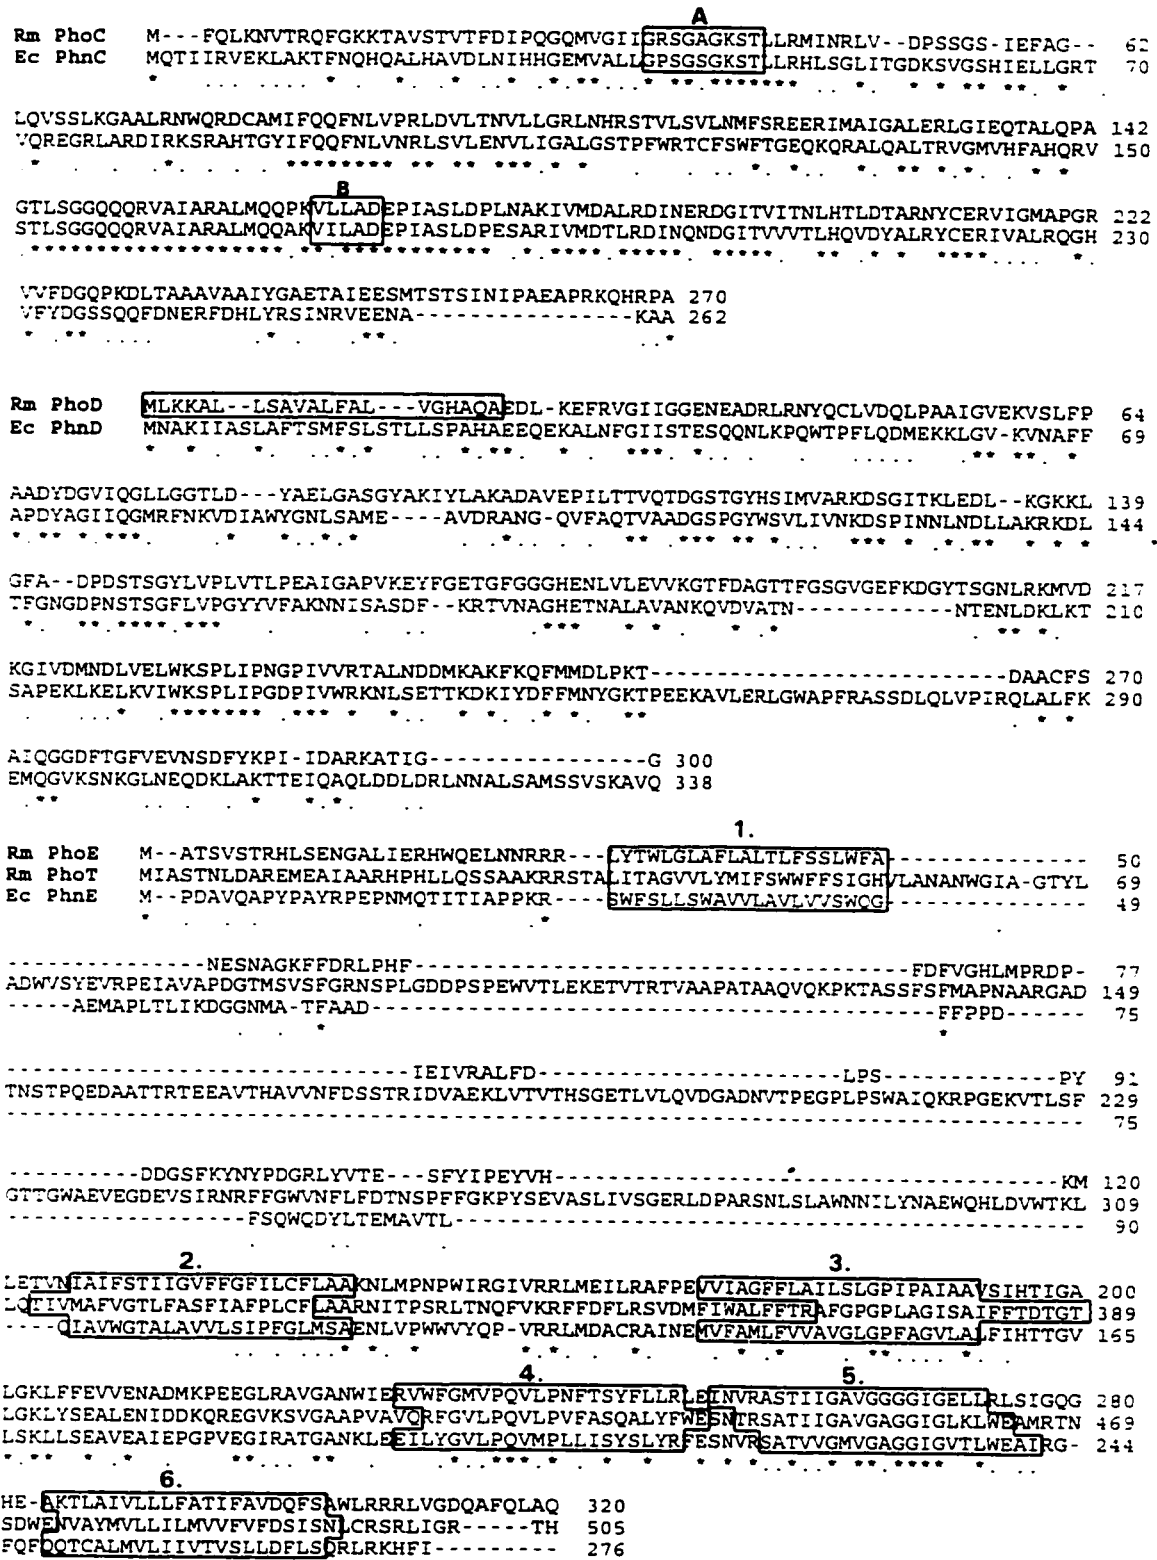 A
Rm PhoC M---FQLKNVTRQFGKKTAVSTVTFDIPQGQMVGIIGRSGAGKSTLLRMINRLV--DPSSGS-IEFAG-- 62
Ec PhnC MQTIIRVEKLAKTFNQHQALHAVDLNIHHGEMVALLGPSGSGKSTLLRHLSGLITGDKSVGSHIELLGRT 70
LQVSSLKGAALRNWQRDCAMIFQQFNLVPRLDVLTNVLLGRLNHRSTVLSVLNMFSREERIMAIGALERLGIEQTALQPA 142
VQREGRLARDIRKSRAHTGYIFQQFNLVNRLSVLENVLIGALGSTPFWRTCFSWFTGEQKQRALQALTRVGMVHFAHQRV 150
B
GTLSGGQQQRVAIARALMQQPKVLLADEPIASLDPLNAKIVMDALRDINERDGITVITNLHTLDTARNYCERVIGMAPGR 222
STLSGGQQQRVAIARALMQQAKVILADEPIASLDPESARIVMDTLRDINQNDGITVVVTLHQVDYALRYCERIVALRQGH 230
VVFDGQPKDLTAAAVAAIYGAETAIEESMTSTSINIPAEAPRKQHRPA 270
VFYDGSSQQFDNERFDHLYRSINRVEENA---------------KAA 262
Rm PhoD MLKKAL--LSAVALFAL---VGHAQAEDL-KEFRVGIIGGENEADRLRNYQCLVDQLPAAIGVEKVSLFP 64
Ec PhnD MNAKIIASLAFTSMFSLSTLLSPAHAEEQEKALNFGIISTESQQNLKPQWTPFLQDMEKKLGV-KVNAFF 69
AADYDGVIQGLLGGTLD---YAELGASGYAKIYLAKADAVEPILTTVQTDGSTGYHSIMVARKDSGITKLEDL--KGKKL 139
APDYAGIIQGMRFNKVDIAWYGNLSAME----AVDRANG-QVFAQTVAADGSPGYWSVLIVNKDSPINNLNDLLAKRKDL 144
GFA--DPDSTSGYLVPLVTLPEAIGAPVKEYFGETGFGGGHENLVLEVVKGTFDAGTTFGSGVGEFKDGYTSGNLRKMVD 217
TFGNGDPNSTSGFLVPGYYVFAKNNISASDF--KRTVNAGHETNALAVANKQVDVATN-----------NTENLDKLKT 210
KGIVDMNDLVELWKSPLIPNGPIVVRTALNDDMKAKFKQFMMDLPKT--------------------------DAACFS 270
SAPEKLKELKVIWKSPLIPGDPIVWRKNLSETTKDKIYDFFMNYGKTPEEKAVLERLGWAPFRASSDLQLVPIRQLALFK 290
AIQGGDFTGFVEVNSDFYKPI-IDARKATIG----------------G 300
EMQGVKSNKGLNEQDKLAKTTEIQAQLDDLDRLNNALSAMSSVSKAVQ 338
1.
Rm PhoE M--ATSVSTRHLSENGALIERHWQELNNRRR---LYTWLGLAFLALTLFSSLWFA--------------- 50
Rm PhoT MIASTNLDAREMEAIAARHPHLLQSSAAKRRSTALITAGVVLYMIFSWWFFSIGHVLANANWGIA-GTYL 69
Ec PhnE M--PDAVQAPYPAYRPEPNMQTITIAPPKR----SWFSLLSWAVVLAVLVVSWQG--------------- 49
---------------NESNAGKFFDRLPHF-------------------------------------FDFVGHLMPRDP- 77
ADWVSYEVRPEIAVAPDGTMSVSFGRNSPLGDDPSPEWVTLEKETVTRTVAAPATAAQVQKPKTASSFSFMAPNAARGAD 149
-----AEMAPLTLIKDGGNMA-TFAAD------------------------------------------FFPPD------ 75
------------------------------IEIVRALFD-----------------------LPS-------------PY 91
TNSTPQEDAATTRTEEAVTHAVVNFDSSTRIDVAEKLVTVTHSGETLVLQVDGADNVTPEGPLPSWAIQKRPGEKVTLSF 229
-------------------------------------------------------------------------------- 75
----------DDGSFKYNYPDGRLYVTE---SFYIPEYVH-------------------------------------KM 120
GTTGWAEVEGDEVSIRNRFFGWVNFLFDTNSPFFGKPYSEVASLIVSGERLDPARSNLSLAWNNILYNAEWQHLDVWTKL 309
------------------FSQWQDYLTEMAVTL----------------------------------------------- 90
2. 3.
LETVNIAIFSTIIGVFFGFILCFLAAKNLMPNPWIRGIVRRLMEILRAFPEVVIAGFFLAILSLGPIPAIAAVSIHTIGA 200
LQTIVMAFVGTLFASFIAFPLCFLAARNITPSRLTNQFVKRFFDFLRSVDMFIWALFFTRAFGPGPLAGISAIFFTDTGT 389
----QIAVWGTALAVVLSIPFGLMSAENLVPWWVYQP-VRRLMDACRAINEMVFAMLFVVAVGLGPFAGVLALFIHTTGV 165
4. 5.
LGKLFFEVVENADMKPEEGLRAVGANWIERVWFGMVPQVLPNFTSYFLLRLEINVRASTIIGAVGGGGIGELLRLSIGQG 280
LGKLYSEALENIDDKQREGVKSVGAAPVAVQRFGVLPQVLPVFASQALYFWESNTRSATIIGAVGAGGIGLKLWEAMRTN 469
LSKLLSEAVEAIEPGPVEGIRATGANKLEEILYGVLPQVMPLLISYSLYRFESNVRSATVVGMVGAGGIGVTLWEAIRG- 244
6.
HE-AKTLAIVLLLFATIFAVDQFSAWLRRRLVGDQAFQLAQ 320
SDWENVAYMVLLILMVVFVFDSISNLCRSRLIGR-----TH 505
FQFQQTCALMVLIIVTVSLLDFLSQRLRKHFI--------- 276